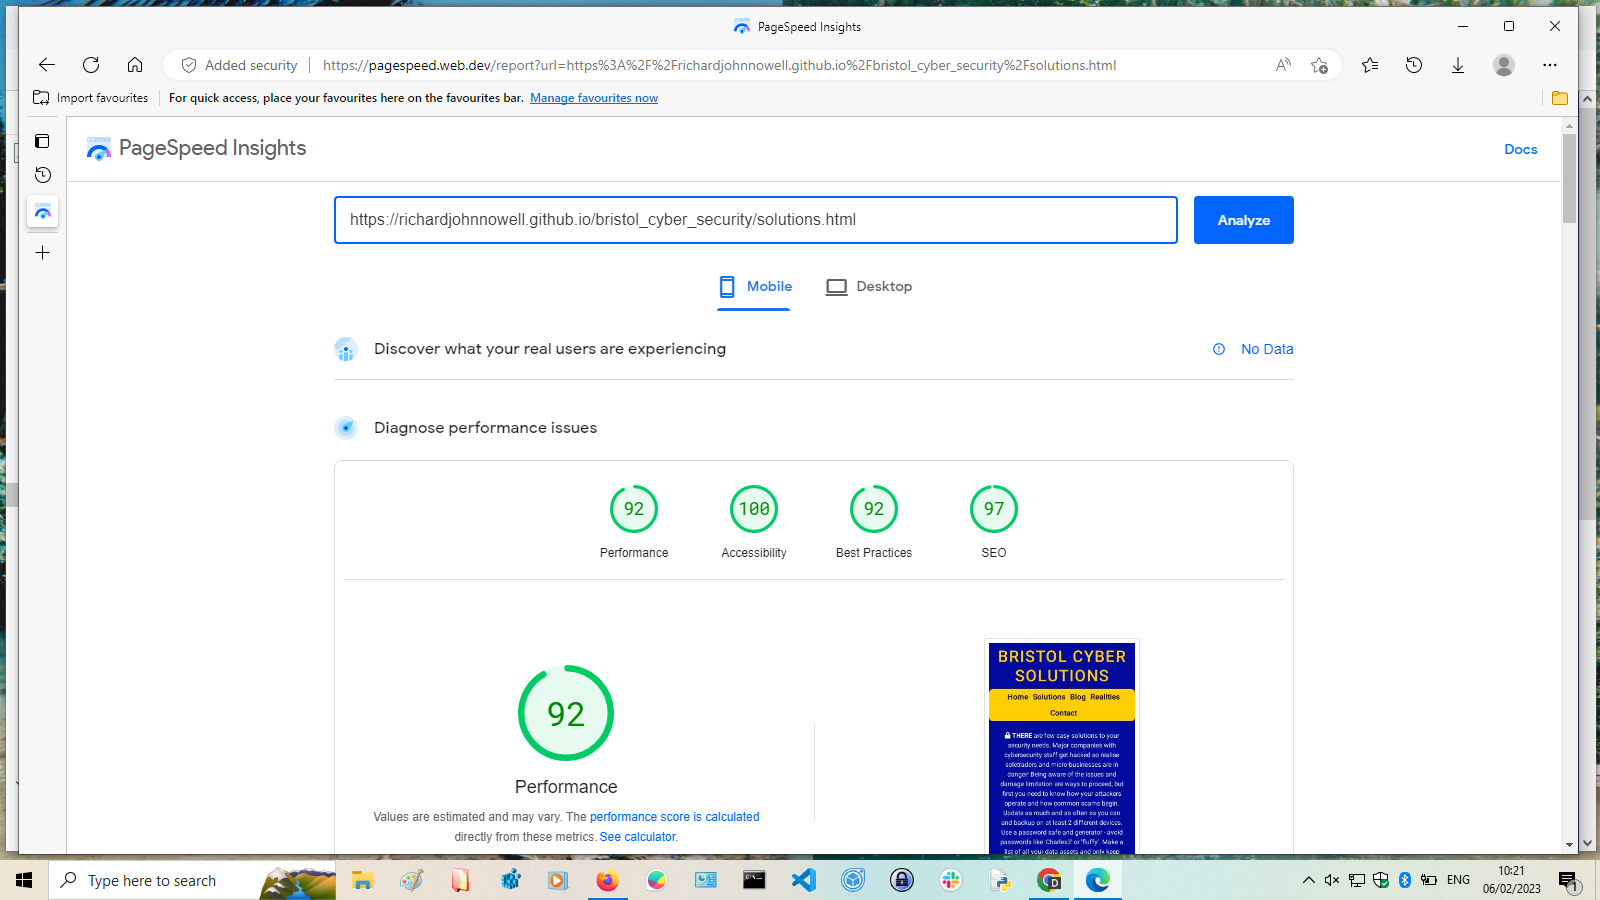 PageSpeed Insights
Added security
https://pagespeed.web.dev/report?url=https%3A%2F%2Frichardjohnnowell.github.io%2Fbristol_cyber_security%2Fsolutions.html
Import favourites
For quick access, place your favourites here on the favourites bar. Manage favourites now
PageSpeed Insights
Docs
https://richardjohnnowell.github.io/bristol_cyber_security/solutions.html
Analyze
Mobile
Desktop
Discover what your real users are experiencing
No Data
Diagnose performance issues
92 100 92 97
Performance Accessibility Best Practices SEO
92
Performance
Values are estimated and may vary. The performance score is calculated
directly from these metrics. See calculator.
BRISTOL CYBER
SOLUTIONS
Home Solutions Blog Realities
Contact
THERE are few easy solutions to your
security needs. Major companies with
cybersecurity staff get hacked so realise
soletraders and micro-businesses are in
danger! Being aware of the issues and
damage limitation are ways to proceed, but
first you need to know how your attackers
operate and how common scams begin.
Update as much and as often as you can
and backup on at least 2 different devices.
Use a password safe and generator - avoid
passwords like 'Charles3' or 'fluffy'. Make a
list of all your data assets and only keep
Type here to search
ENG
10:21
06/02/2023
1